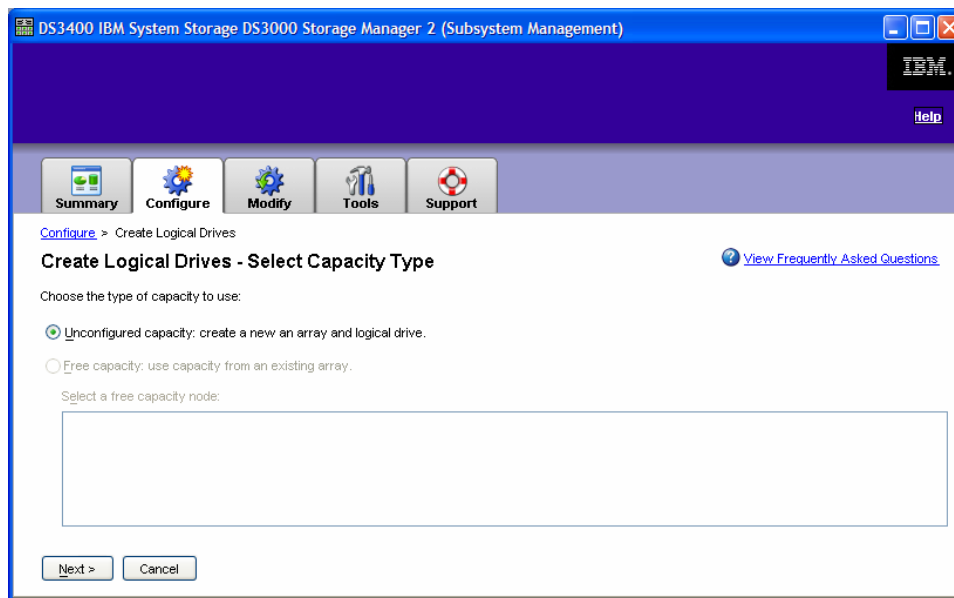 DS3400 IBM System Storage DS3000 Storage Manager 2 (Subsystem Management)
IBM.
Help
Summary
Configure
Modify
Tools
Support
Configure > Create Logical Drives
Create Logical Drives - Select Capacity Type
View Frequently Asked Questions
Choose the type of capacity to use:
Unconfigured capacity: create a new an array and logical drive.
Free capacity: use capacity from an existing array.
Select a free capacity node:
Next >
Cancel